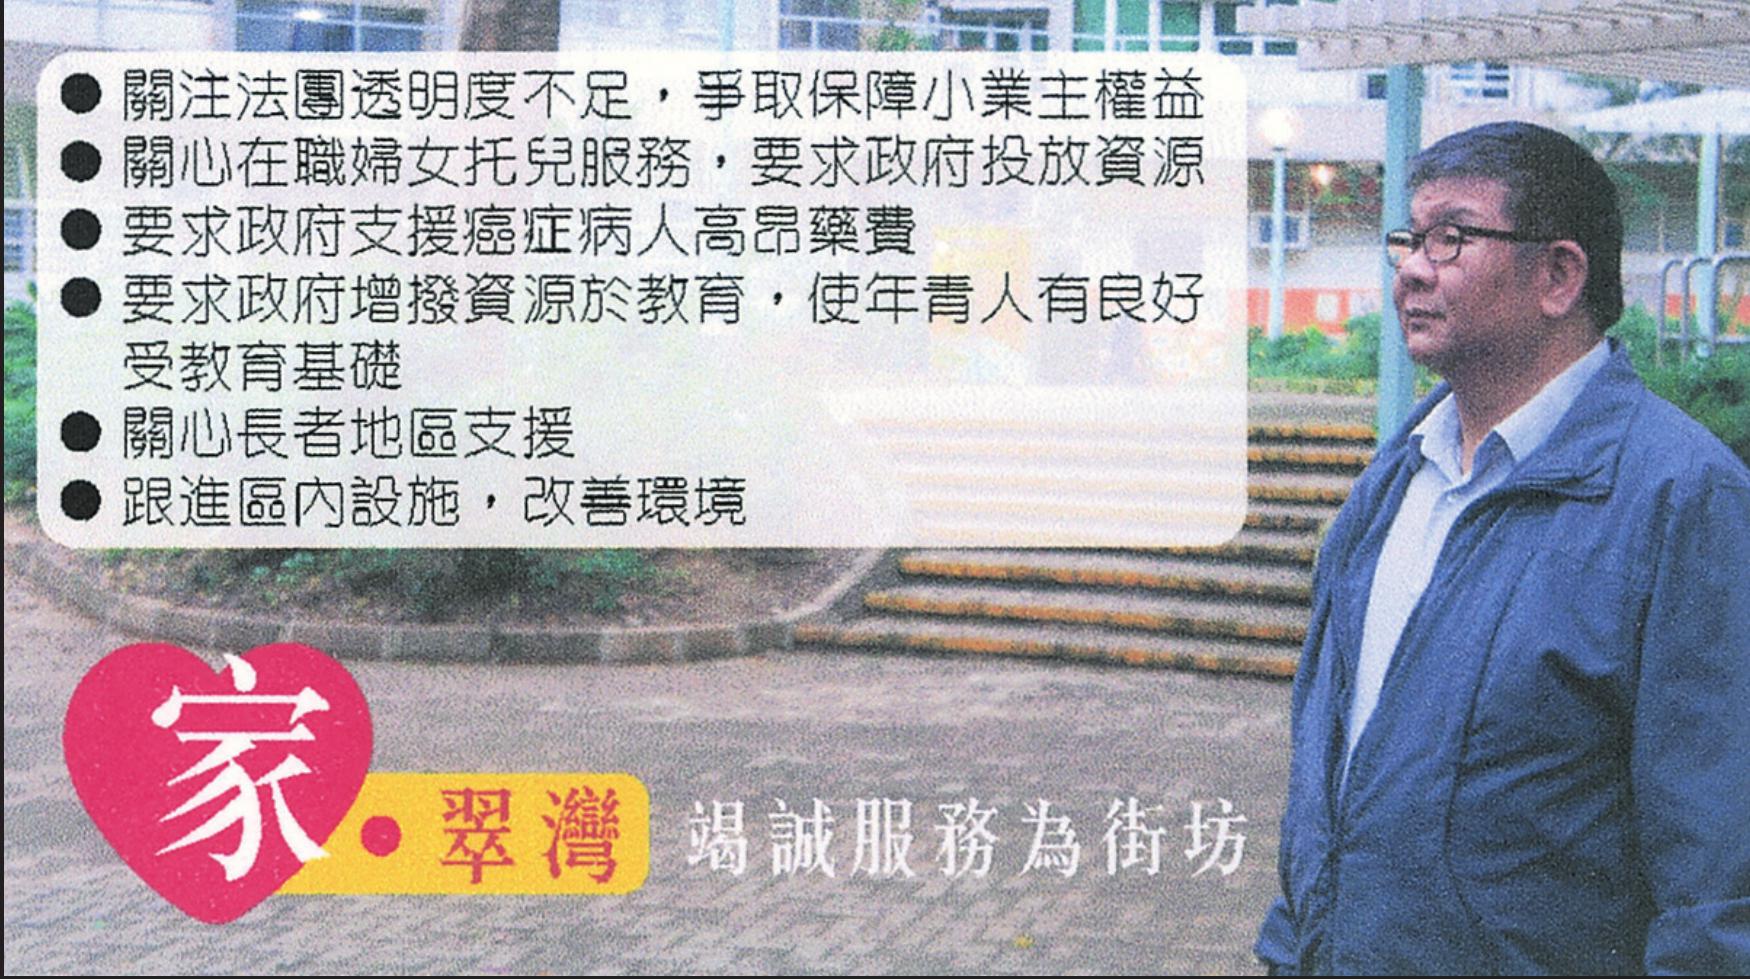 ● 關注法團透明度不足，爭取保障小業主權益
● 關心在職婦女托兒服務，要求政府投放資源
● 要求政府支援癌症病人高昂藥費
● 要求政府增撥資源於教育，使年青人有良好
受教育基礎
● 關心長者地區支援
● 跟進區內設施，改善環境
家•翠灣 竭誠服務為街坊